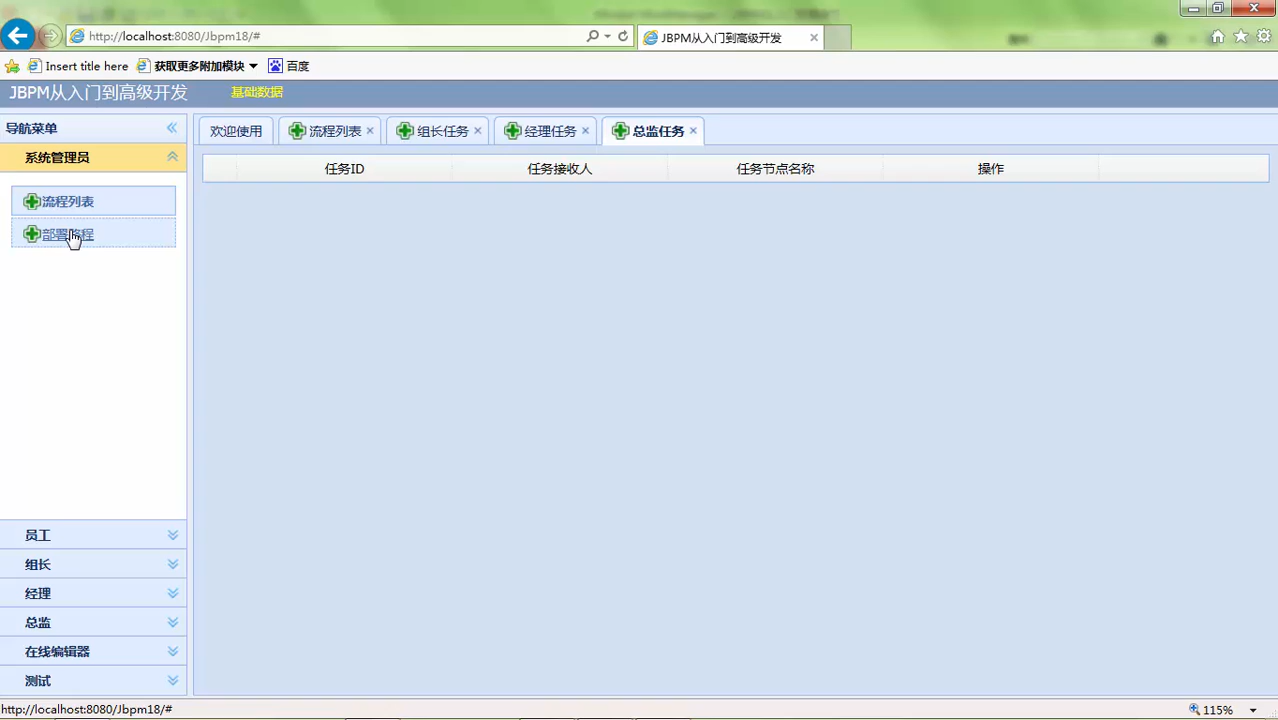 http://localhost:8080/Jbpm18/#
JBPM从入门到高级开发
Insert title here
获取更多附加模块
百度
JBPM从入门到高级开发
基础数据
导航菜单
欢迎使用
流程列表
组长任务
经理任务
总监任务
系统管理员
任务ID
任务接收人
任务节点名称
操作
流程列表
部署流程
员工
组长
经理
总监
在线编辑器
测试
http://localhost:8080/Jbpm18/#
115%